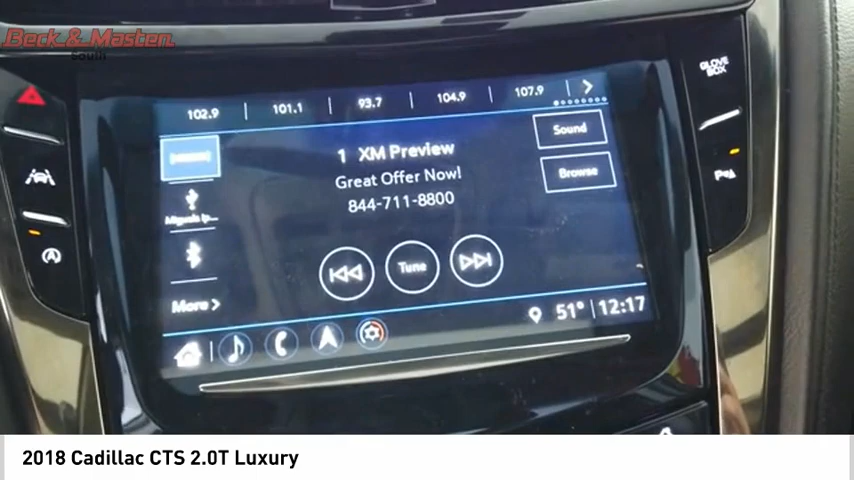 Beck & Masten
South
GLOVE
BOX
102.9 | 101.1 | 93.7 | 104.9 | 107.9
1 XM Preview
Great Offer Now!
844-711-8800
Sound
Browse
Tune
More
51° | 12:17
2018 Cadillac CTS 2.0T Luxury